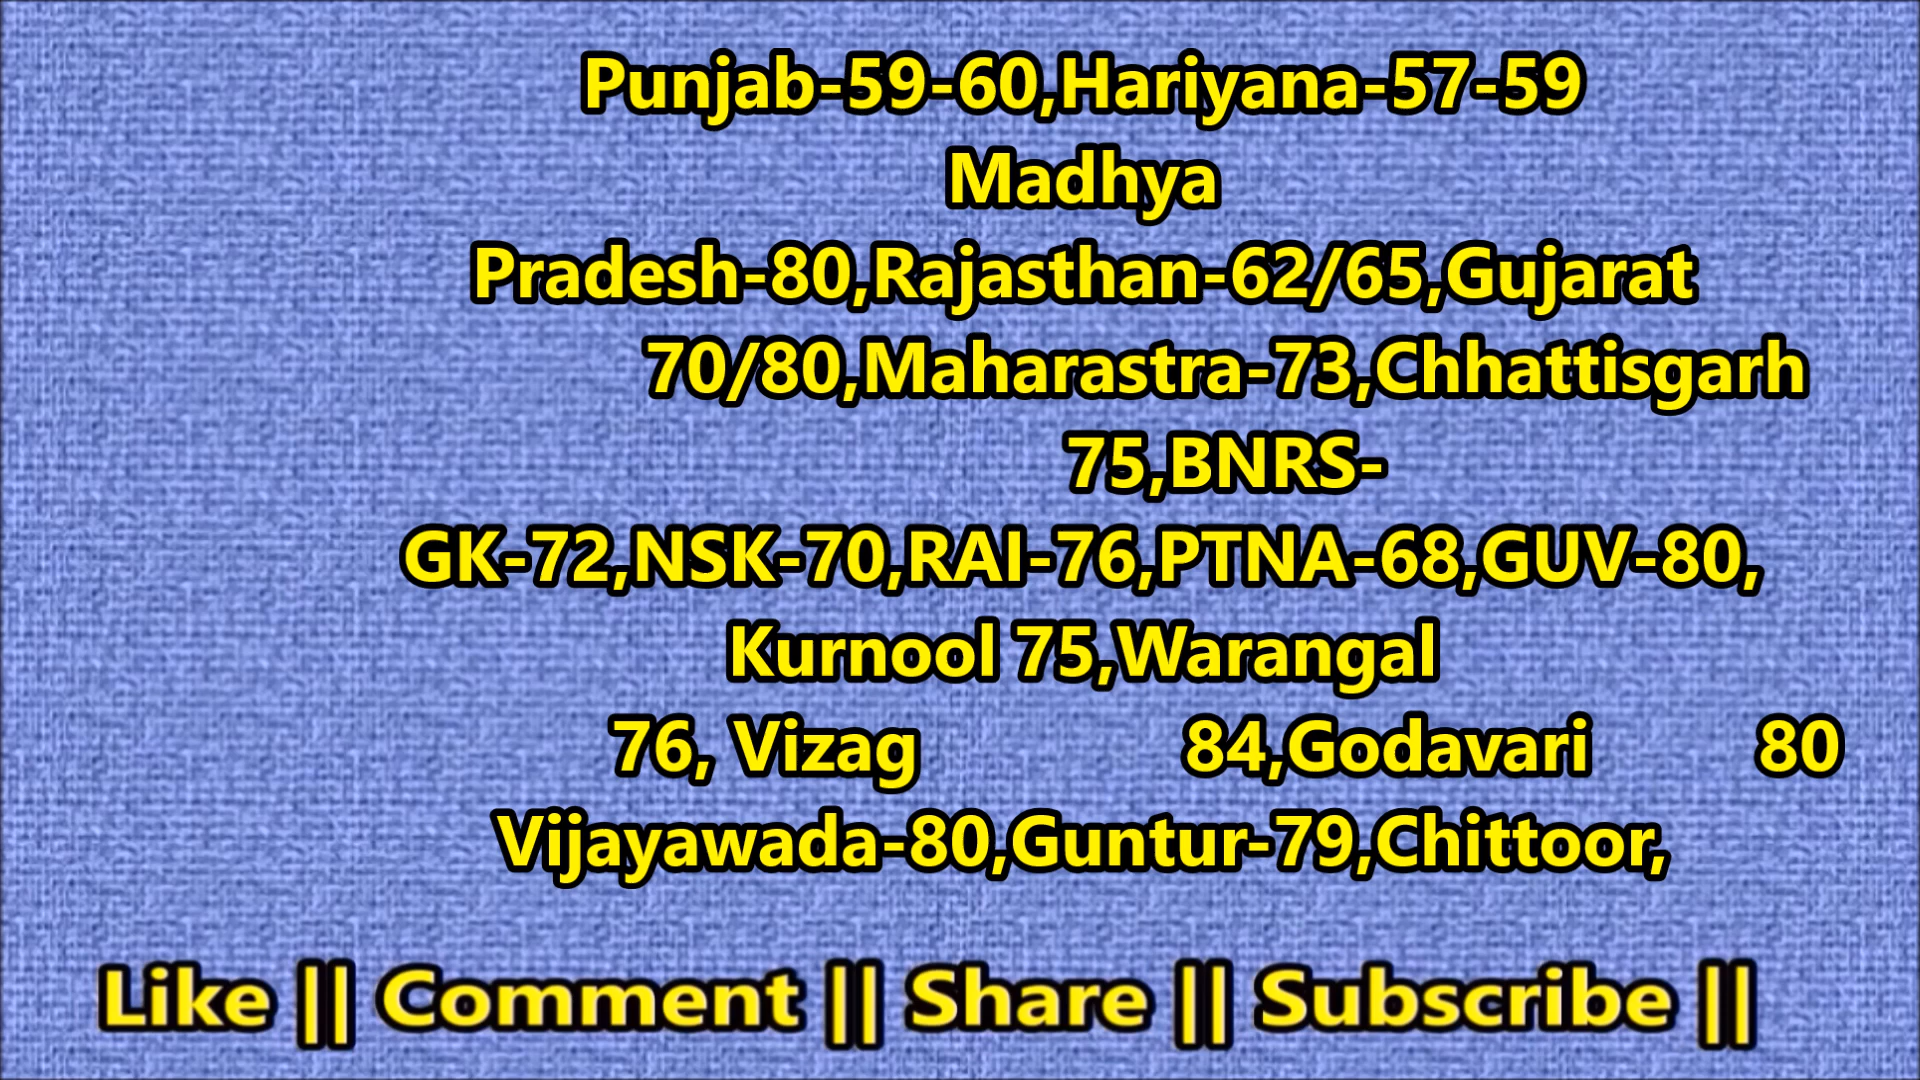 Punjab-59-60,Hariyana-57-59
Madhya
Pradesh-80,Rajasthan-62/65,Gujarat
70/80,Maharastra-73,Chhattisgarh
75,BNRS-
GK-72,NSK-70,RAI-76,PTNA-68,GUV-80,
Kurnool 75,Warangal
76, Vizag 84,Godavari 80
Vijayawada-80,Guntur-79,Chittoor,
Like || Comment || Share || Subscribe ||